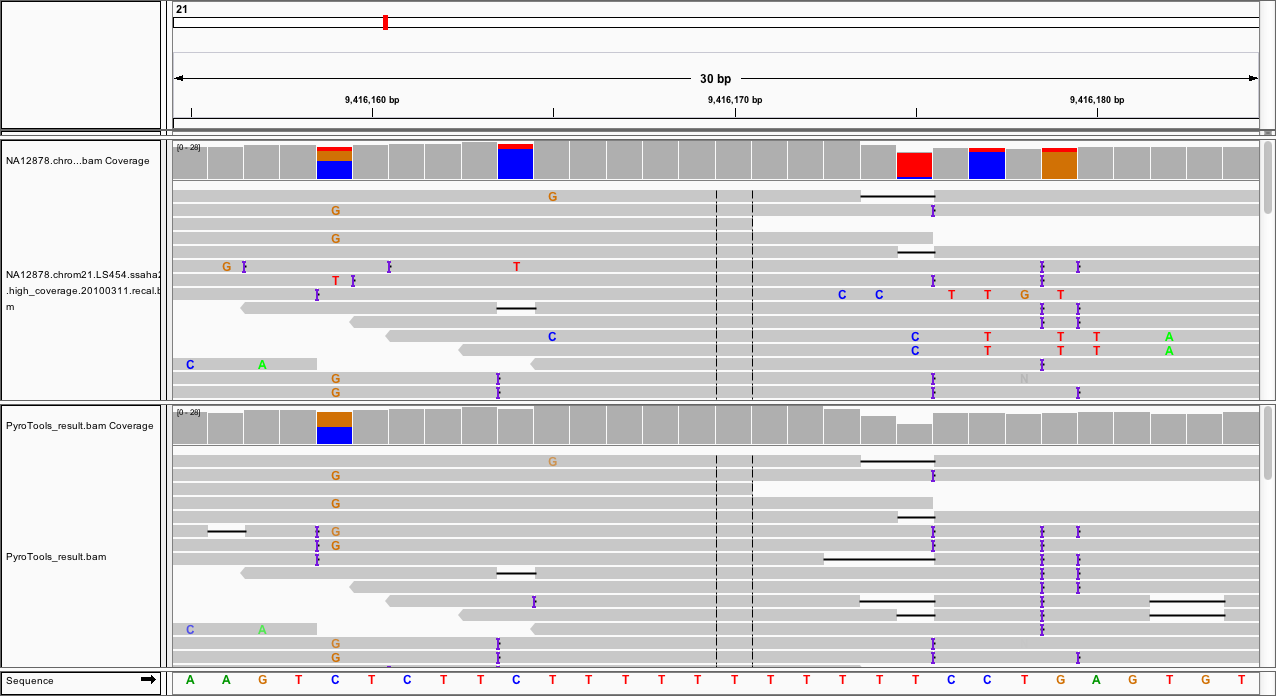 21
30 bp
9,416,160 bp 9,416,170 bp 9,416,180 bp
NA12878.chro...bam Coverage
[0 - 28]
G
G
G
NA12878.chrom21.LS454.ssaha2
.high_coverage.20100311.recal.b
m
G T
T
C C T T G T
C C T T T A
C T T T A
C A
G N
G
PyroTools_result.bam Coverage
[0 - 28]
G
G
G
G
G
PyroTools_result.bam
C A
G
G
Sequence A A G T C T C T T C T T T T T T T T T T T C C T G A G T G T